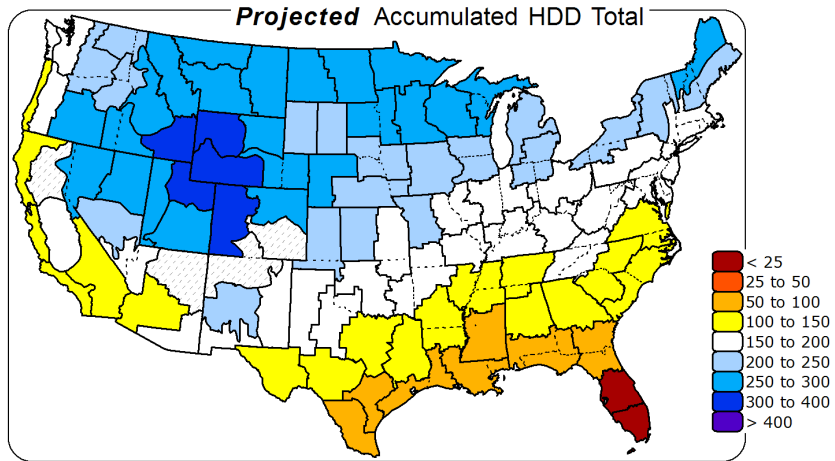 Projected Accumulated HDD Total
< 25
25 to 50
50 to 100
100 to 150
150 to 200
200 to 250
250 to 300
300 to 400
> 400